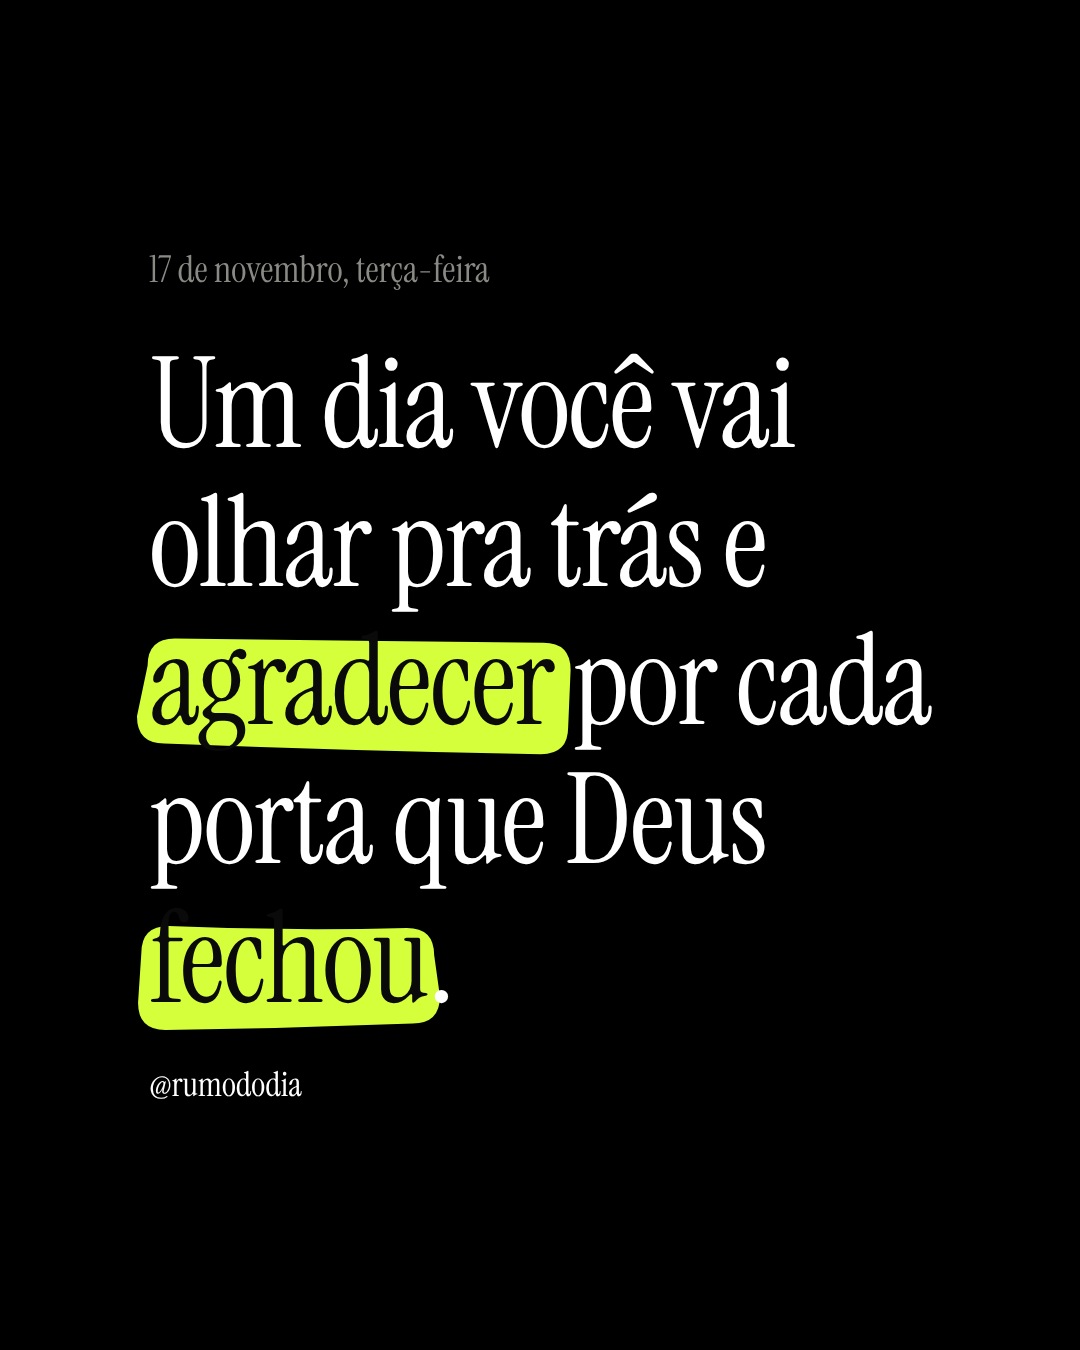 17 de novembro, terça-feira
Um dia você vai
olhar pra trás e
agradecer por cada
porta que Deus
fechou.
@rumododia